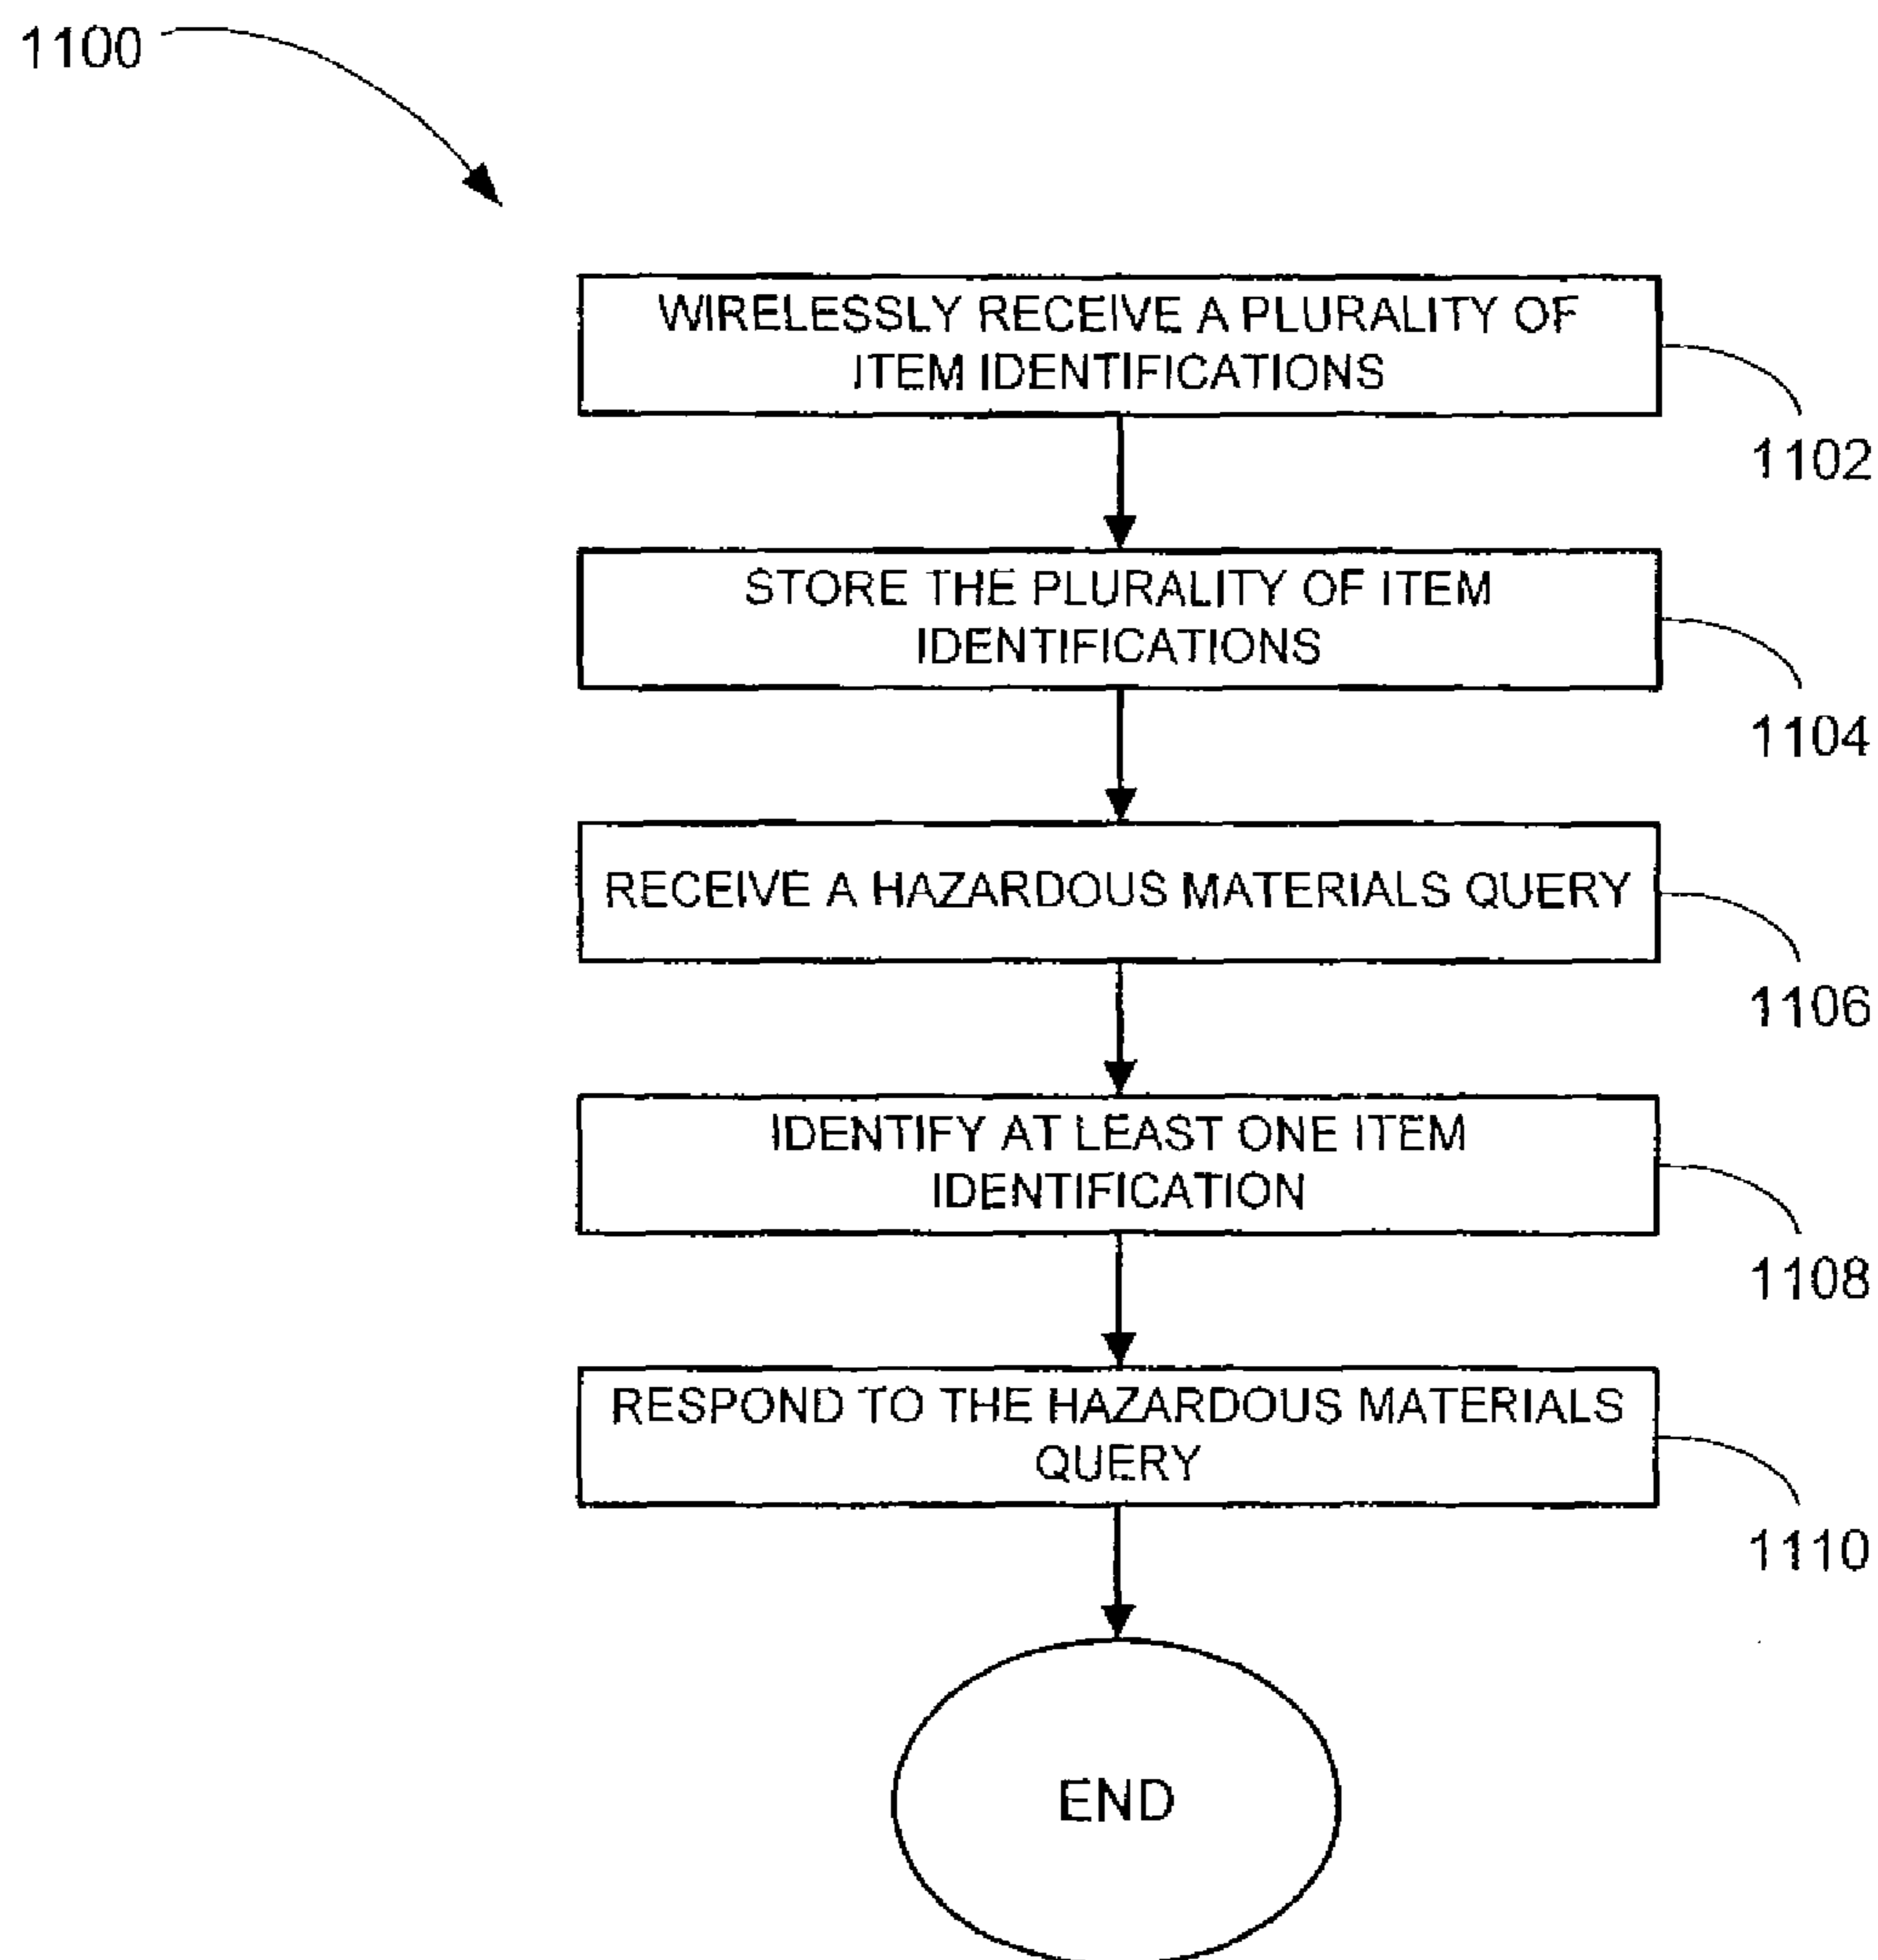 1100
WIRELESSLY RECEIVE A PLURALITY OF
ITEM IDENTIFICATIONS
1102
STORE THE PLURALITY OF ITEM
IDENTIFICATIONS
1104
RECEIVE A HAZARDOUS MATERIALS QUERY
1106
IDENTIFY AT LEAST ONE ITEM
IDENTIFICATION
1108
RESPOND TO THE HAZARDOUS MATERIALS
QUERY
1110
END